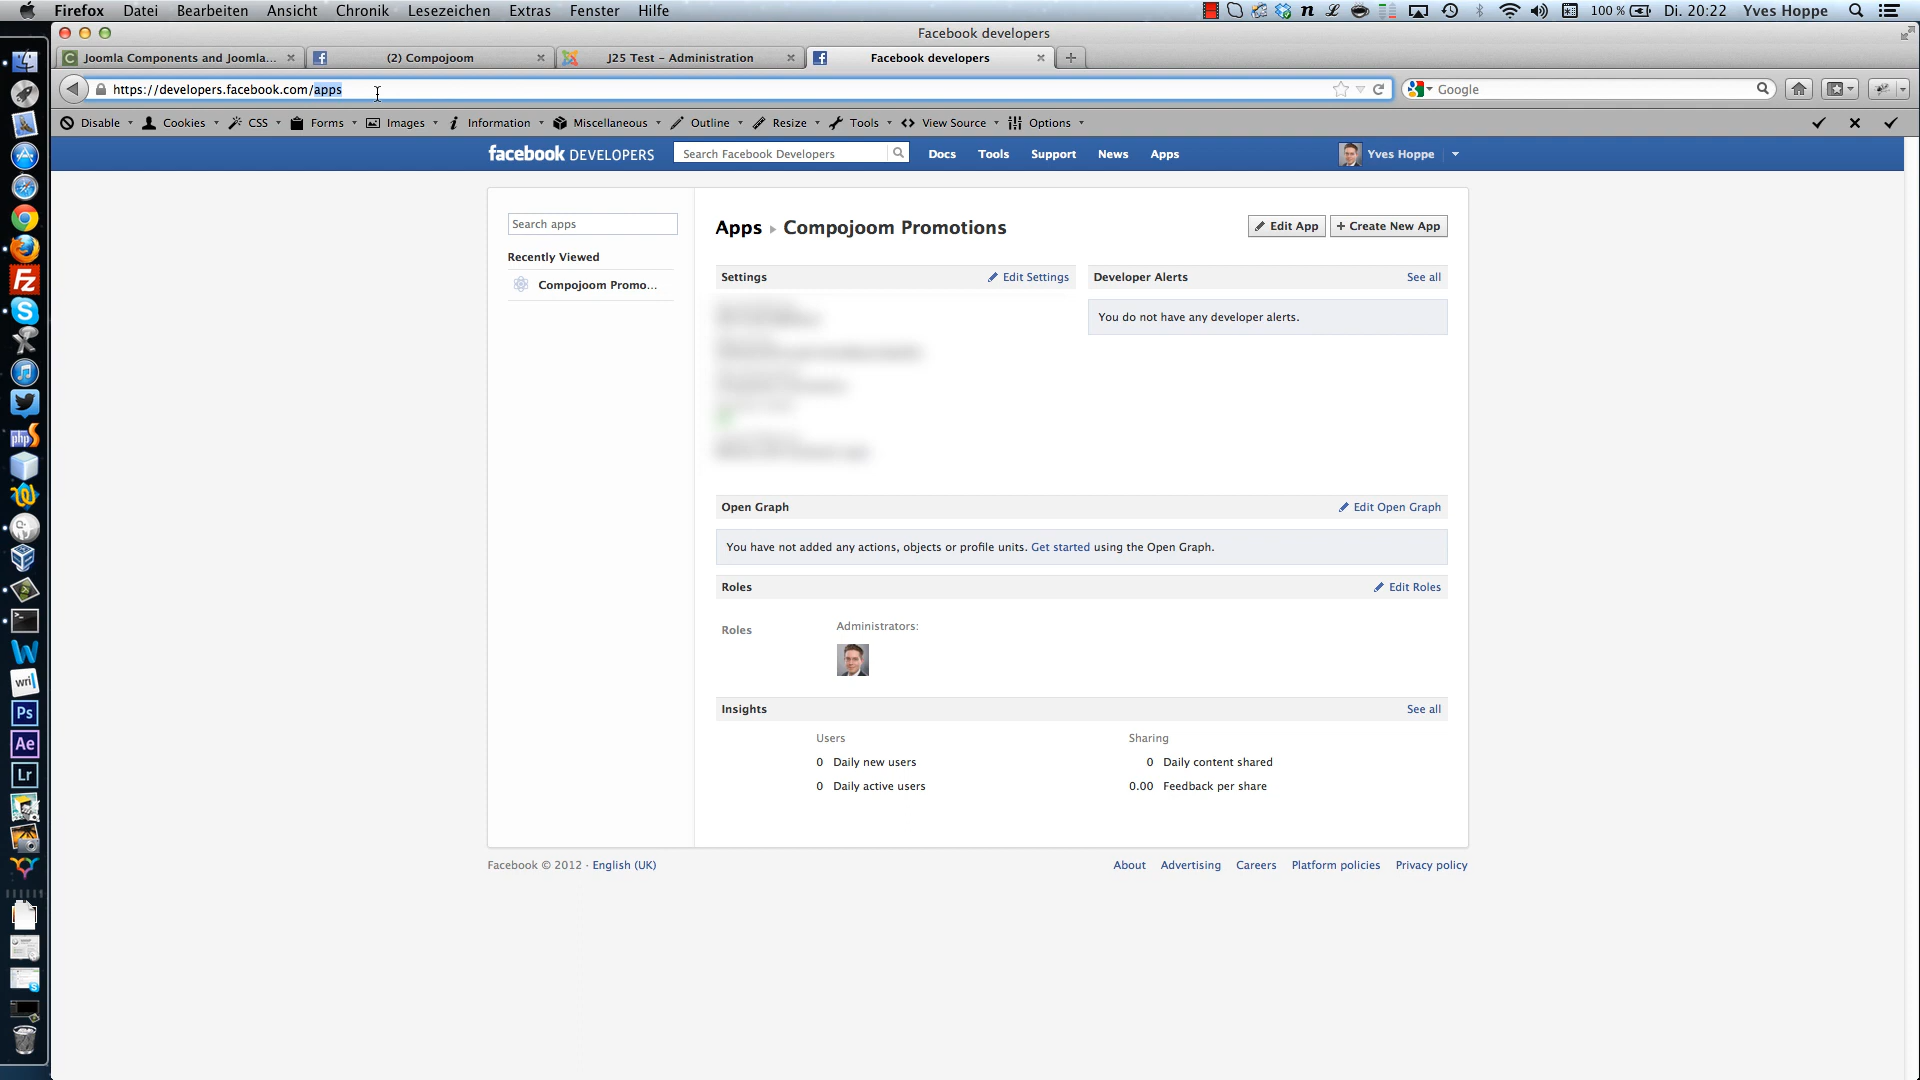 Firefox Datei Bearbeiten Ansicht Chronik Lesezeichen Extras Fenster Hilfe 100 % Di. 20:22 Yves Hoppe
Facebook developers
Joomla Components and Joomla... (2) Compojoom J25 Test – Administration Facebook developers
https://developers.facebook.com/apps Google
Disable Cookies CSS Forms Images Information Miscellaneous Outline Resize Tools View Source Options
facebook DEVELOPERS Search Facebook Developers Docs Tools Support News Apps Yves Hoppe
Search apps
Recently Viewed
Compojoom Promo...
Apps Compojoom Promotions Edit App + Create New App
Settings Edit Settings Developer Alerts See all
You do not have any developer alerts.
Open Graph Edit Open Graph
You have not added any actions, objects or profile units. Get started using the Open Graph.
Roles Edit Roles
Roles Administrators:
Insights See all
Users Sharing
0 Daily new users 0 Daily content shared
0 Daily active users 0.00 Feedback per share
Facebook © 2012 · English (UK) About Advertising Careers Platform policies Privacy policy
php
W
wri
Ps
Ae
Lr